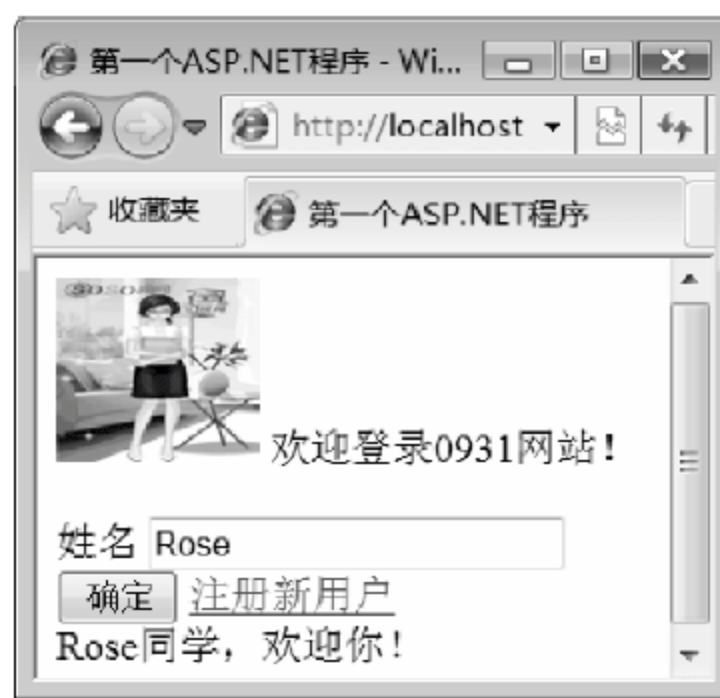 第一个ASP.NET程序 - Wi...
http://localhost
收藏夹
第一个ASP.NET程序
欢迎登录0931网站！
姓名 Rose
确定 注册新用户
Rose同学，欢迎你！